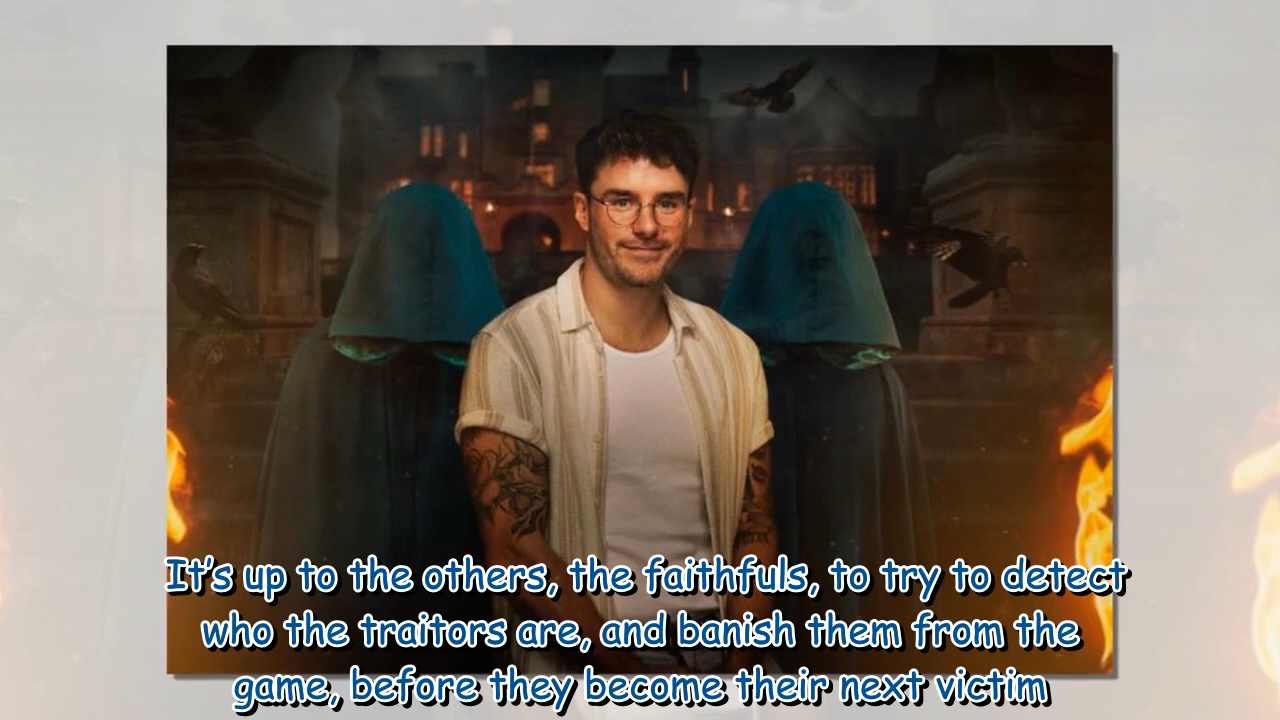 It’s up to the others, the faithfuls, to try to detect
who the traitors are, and banish them from the
game, before they become their next victim